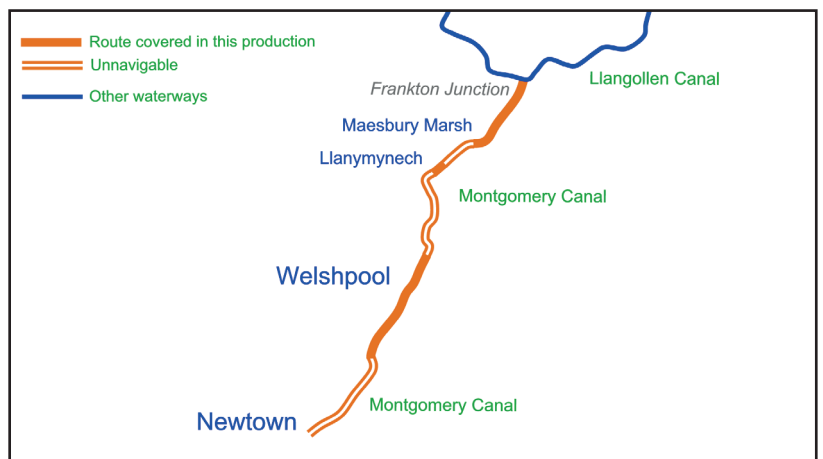 Route covered in this production
Unnavigable
Other waterways
Frankton Junction
Llangollen Canal
Maesbury Marsh
Llanymynech
Montgomery Canal
Welshpool
Montgomery Canal
Newtown